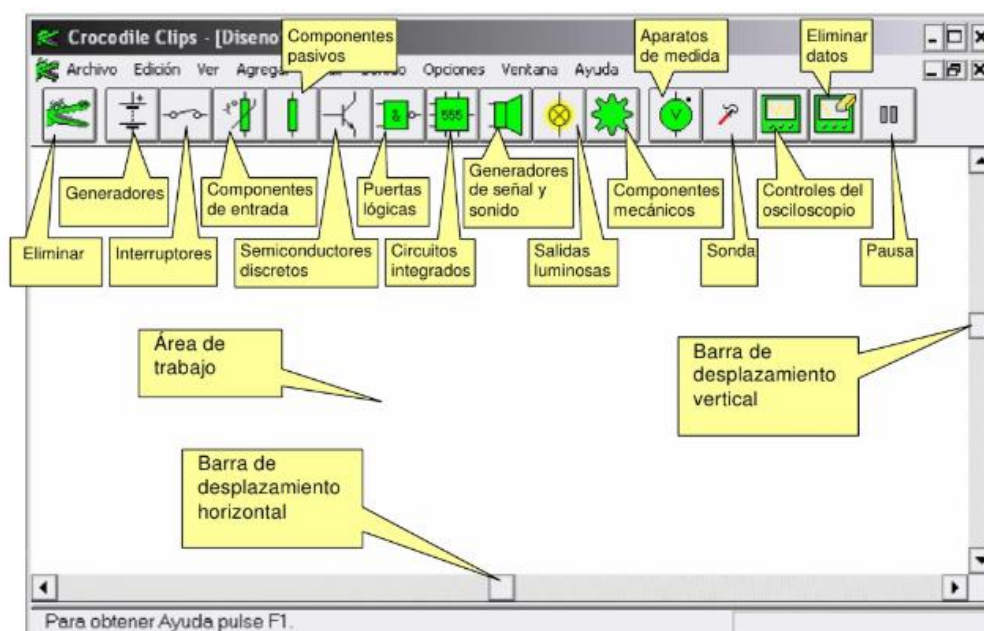 Crocodile Clips - [Diseno
Componentes
pasivos
Aparatos
de medida
Eliminar
datos
Archivo Edición Ver Agregar Opciones Ventana Ayuda
&
555
V
Generadores
Componentes
de entrada
Puertas
lógicas
Generadores
de señal y
sonido
Componentes
mecánicos
Controles del
osciloscopio
Eliminar
Interruptores
Semiconductores
discretos
Circuitos
integrados
Salidas
luminosas
Sonda
Pausa
Área de
trabajo
Barra de
desplazamiento
vertical
Barra de
desplazamiento
horizontal
Para obtener Ayuda pulse F1.